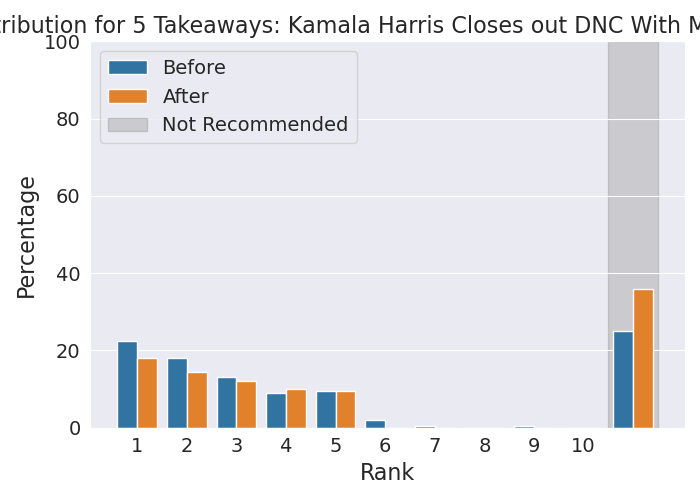 for 5 Takeaways: Kamala Harris Closes out DNC With
100
80
60
40
20
0
Percentage
Before
After
Not Recommended
1 2 3 4 5 6 7 8 9 10
Rank